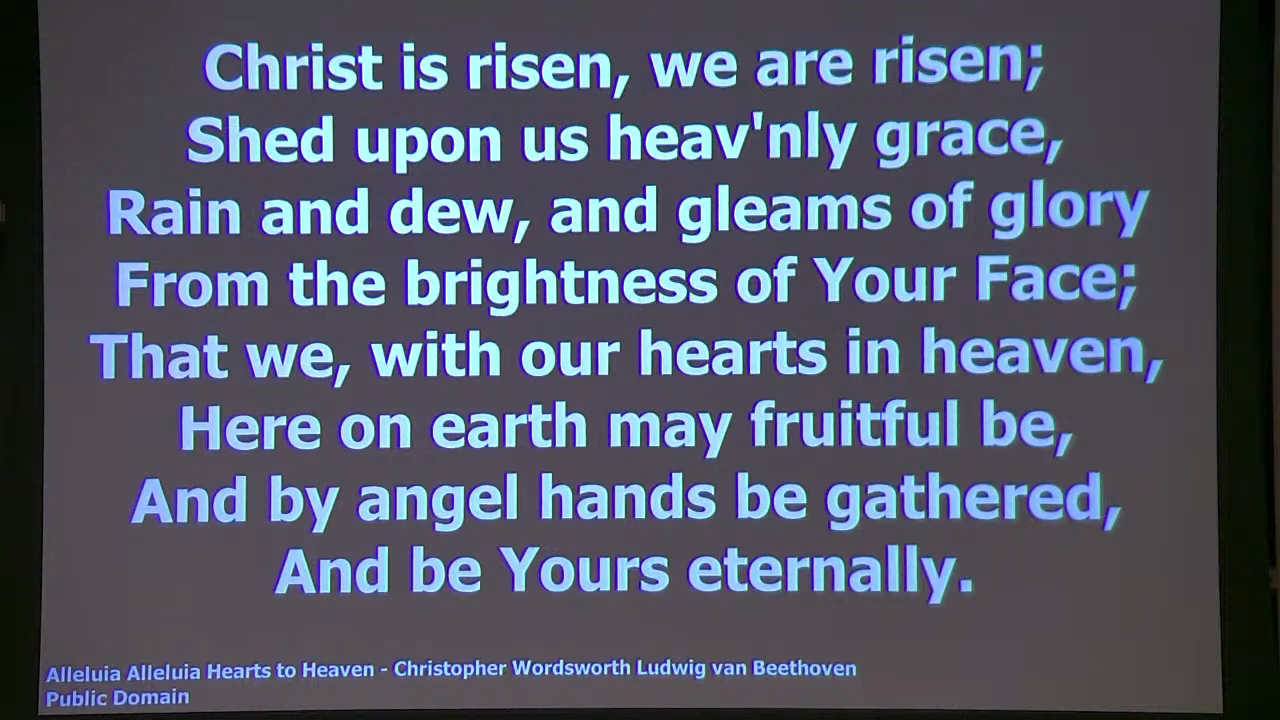 Christ is risen, we are risen;
Shed upon us heav'nly grace,
Rain and dew, and gleams of glory
From the brightness of Your Face;
That we, with our hearts in heaven,
Here on earth may fruitful be,
And by angel hands be gathered,
And be Yours eternally.
Alleluia Alleluia Hearts to Heaven - Christopher Wordsworth Ludwig van Beethoven
Public Domain